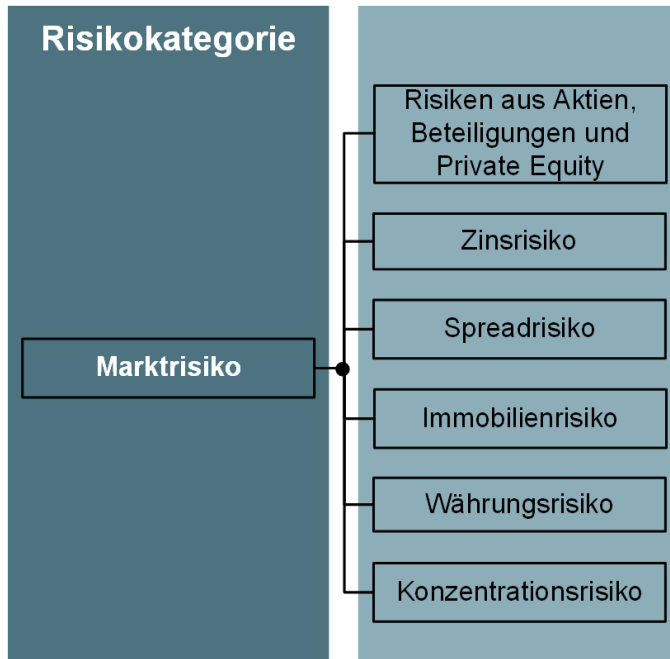 Risikokategorie
Risiken aus Aktien,
Beteiligungen und
Private Equity
Zinsrisiko
Spreadrisiko
Marktrisiko
Immobilienrisiko
Währungsrisiko
Konzentrationsrisiko